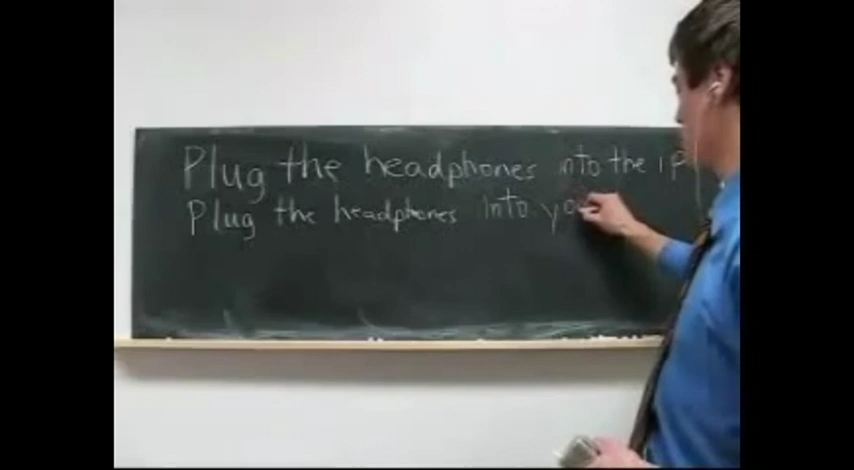 Plug the headphones into the iP
Plug the headphones into yo